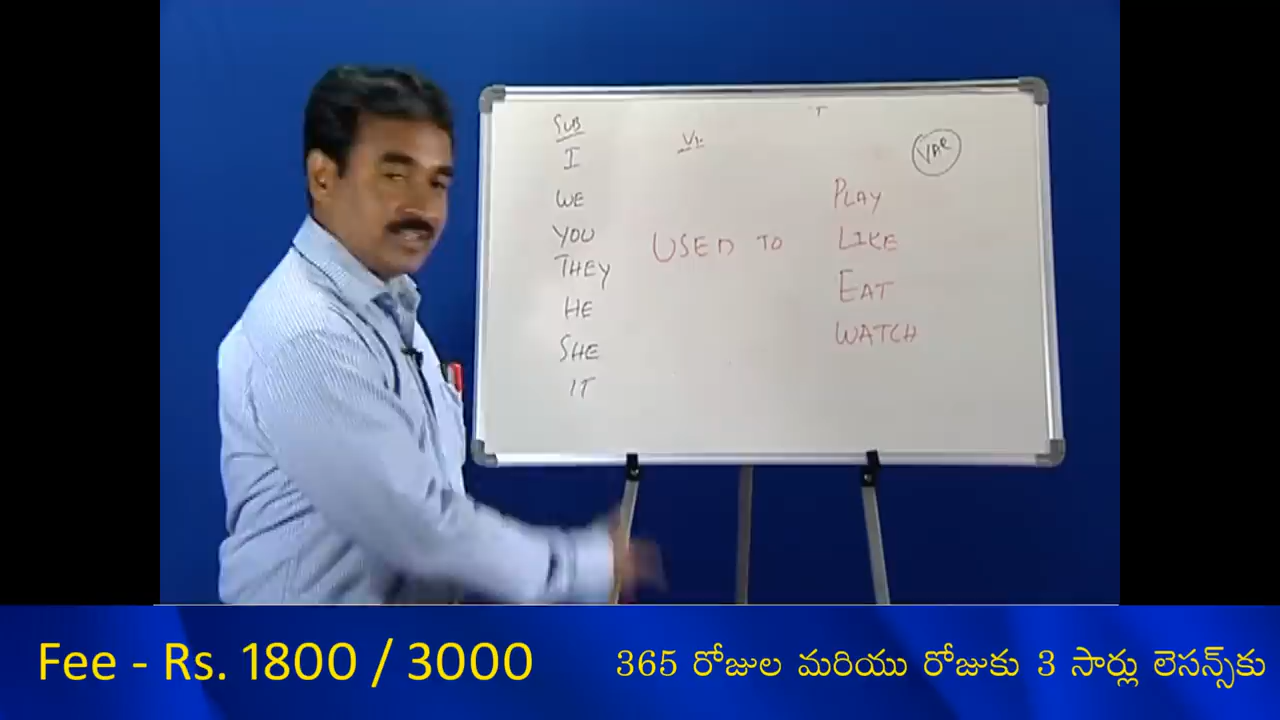 SUB
I
WE
YOU
THEY
HE
SHE
IT
USED TO
PLAY
LIKE
EAT
WATCH
Fee - Rs. 1800 / 3000
365 రోజుల మరియు రోజుకు 3 సార్లు లెసన్స్‌కు